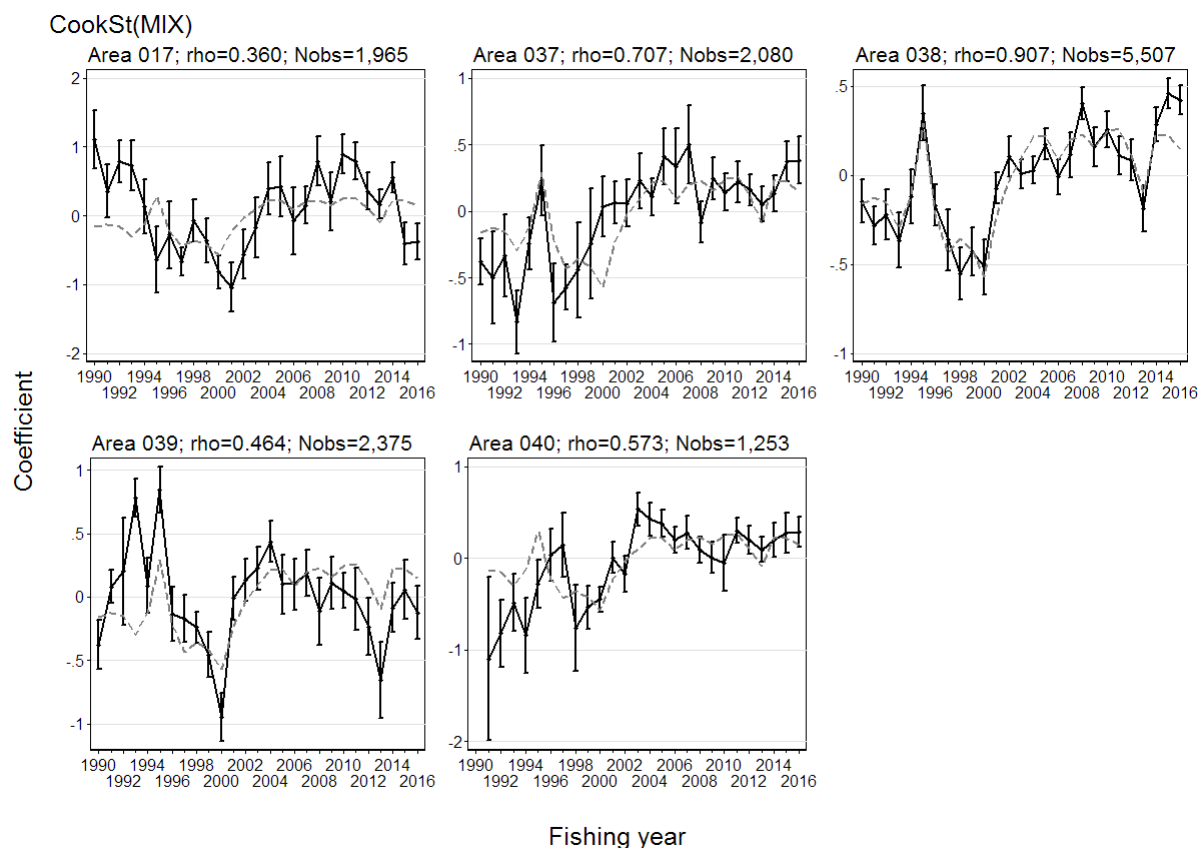 CookSt(MIX)
Area 017; rho=0.360; Nobs=1,965
Area 037; rho=0.707; Nobs=2,080
Area 038; rho=0.907; Nobs=5,507
2
1
0
-1
-2
1990 1994 1998 2002 2006 2010 2014
1992 1996 2000 2004 2008 2012 2016
1
.5
0
-.5
-1
1990 1994 1998 2002 2006 2010 2014
1992 1996 2000 2004 2008 2012 2016
.5
0
-.5
-1
1990 1994 1998 2002 2006 2010 2014
1992 1996 2000 2004 2008 2012 2016
Coefficient
Area 039; rho=0.464; Nobs=2,375
Area 040; rho=0.573; Nobs=1,253
1
.5
0
-.5
-1
1990 1994 1998 2002 2006 2010 2014
1992 1996 2000 2004 2008 2012 2016
1
0
-1
-2
1990 1994 1998 2002 2006 2010 2014
1992 1996 2000 2004 2008 2012 2016
Fishing year